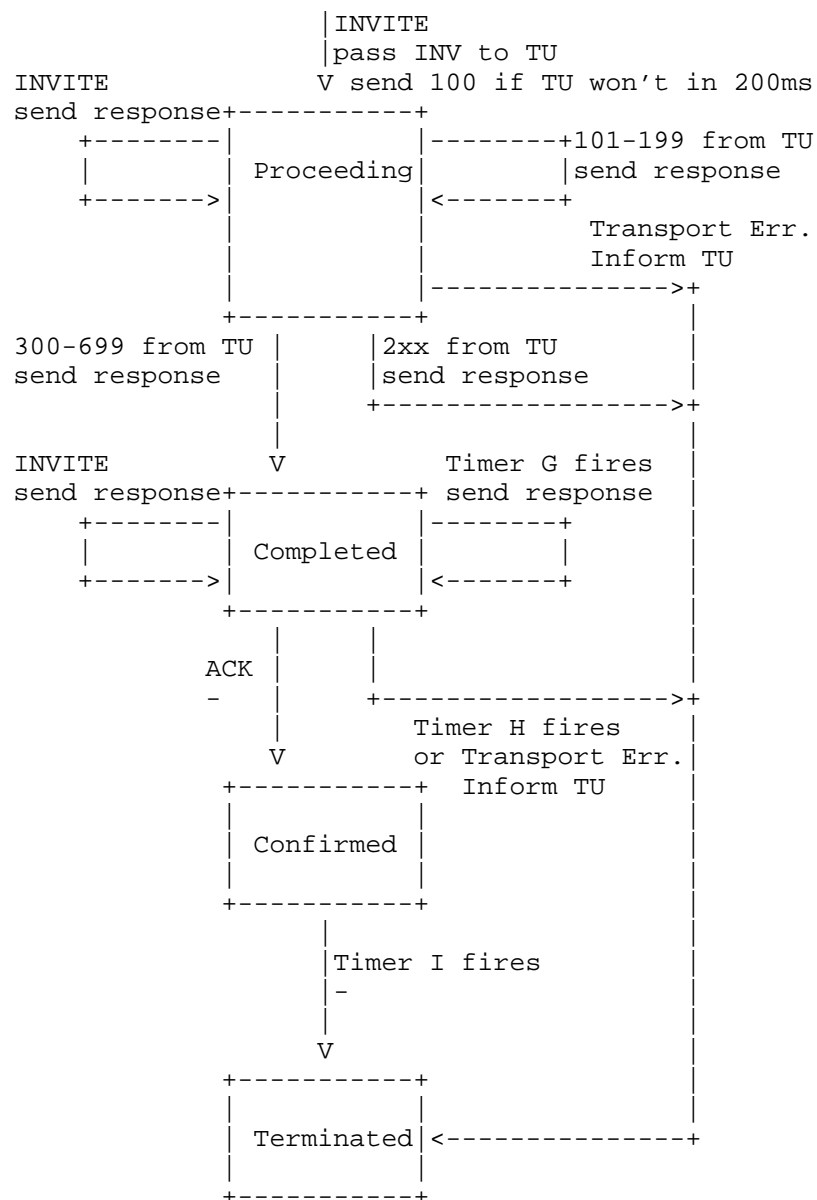 INVITE
pass INV to TU
INVITE V send 100 if TU won't in 200ms
send response
101-199 from TU
Proceeding send response
Transport Err.
Inform TU
300-699 from TU 2xx from TU
send response send response
INVITE V Timer G fires
send response send response
Completed
ACK
-
Timer H fires
V or Transport Err.
Inform TU
Confirmed
Timer I fires
-
V
Terminated